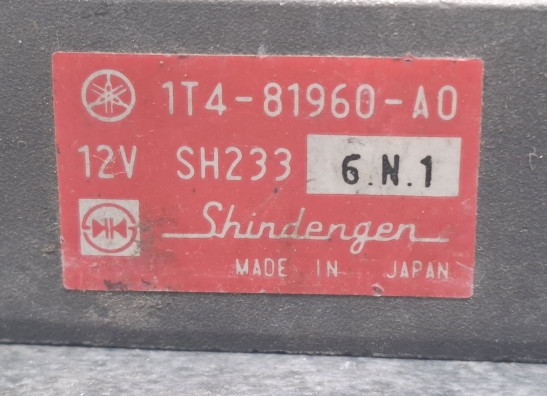 1T4-81960-A0
12V SH233 6.N.1
Shindengen
MADE IN JAPAN